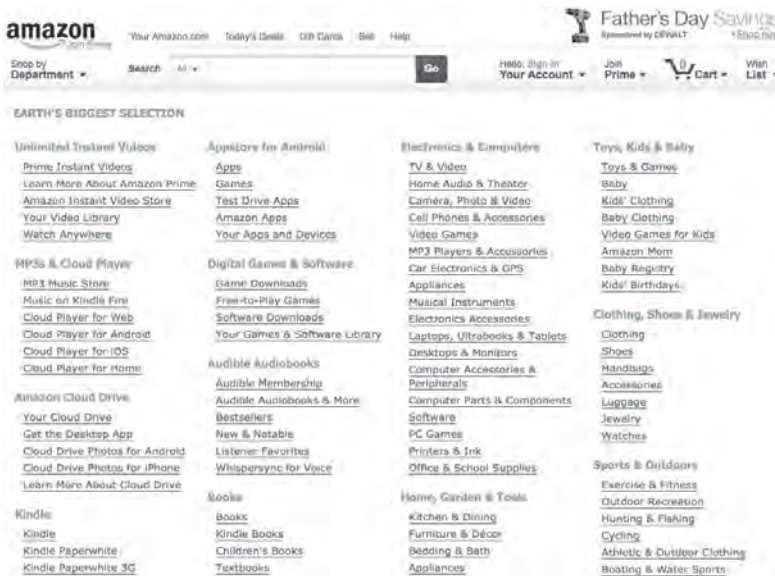 amazon
Your Amazon.com Today's Deals Gift Cards Sell Help
Father's Day Savings
Sponsored by DEWALT
Shop by
Department
Search All
Go
Hello. Sign in
Your Account
Join
Prime
0
Cart
Wish
List
EARTH'S BIGGEST SELECTION
Unlimited Instant Videos
Prime Instant Videos
Learn More About Amazon Prime
Amazon Instant Video Store
Your Video Library
Watch Anywhere
MP3s & Cloud Player
MP3 Music Store
Music on Kindle Fire
Cloud Player for Web
Cloud Player for Android
Cloud Player for iOS
Cloud Player for Home
Amazon Cloud Drive
Your Cloud Drive
Get the Desktop App
Cloud Drive Photos for Android
Cloud Drive Photos for iPhone
Learn More About Cloud Drive
Kindle
Kindle
Kindle Paperwhite
Kindle Paperwhite 3G
Appstore for Android
Apps
Games
Test Drive Apps
Amazon Apps
Your Apps and Devices
Digital Games & Software
Game Downloads
Free-to-Play Games
Software Downloads
Your Games & Software Library
Audible Audiobooks
Audible Membership
Audible Audiobooks & More
Bestsellers
New & Notable
Listener Favorites
Whispersync for Voice
Books
Books
Kindle Books
Children's Books
Textbooks
Electronics & Computers
TV & Video
Home Audio & Theater
Camera, Photo & Video
Cell Phones & Accessories
Video Games
MP3 Players & Accessories
Car Electronics & GPS
Appliances
Musical Instruments
Electronics Accessories
Laptops, Ultrabooks & Tablets
Desktops & Monitors
Computer Accessories &
Peripherals
Computer Parts & Components
Software
PC Games
Printers & Ink
Office & School Supplies
Home, Garden & Tools
Kitchen & Dining
Furniture & Décor
Bedding & Bath
Appliances
Toys, Kids & Baby
Toys & Games
Baby
Kids' Clothing
Baby Clothing
Video Games for Kids
Amazon Mom
Baby Registry
Kids' Birthdays
Clothing, Shoes & Jewelry
Clothing
Shoes
Handbags
Accessories
Luggage
Jewelry
Watches
Sports & Outdoors
Exercise & Fitness
Outdoor Recreation
Hunting & Fishing
Cycling
Athletic & Outdoor Clothing
Boating & Water Sports